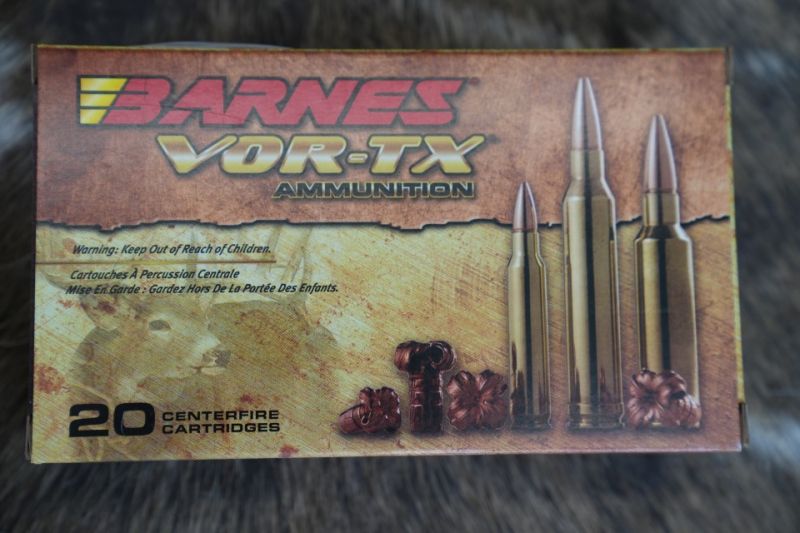 BARNES
VOR-TX
AMMUNITION
Warning: Keep Out of Reach of Children.
Cartouches À Percussion Centrale
Mise En Garde : Gardez Hors De La Portée Des Enfants.
20 CENTERFIRE
CARTRIDGES